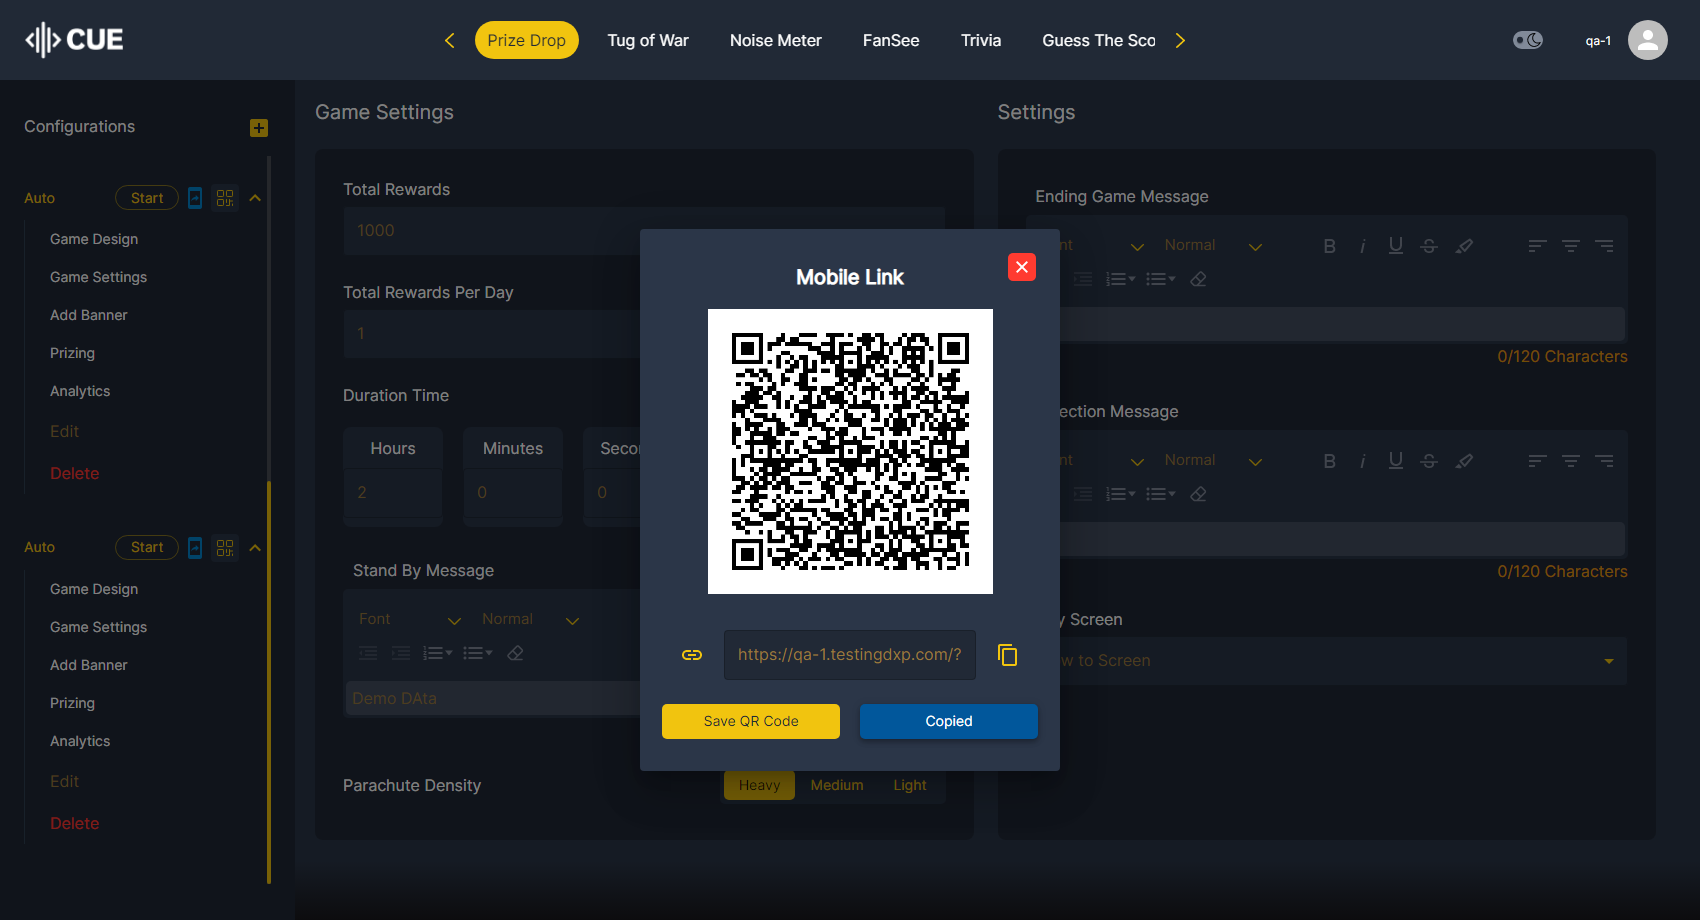 CUE
Prize Drop
Tug of War
Noise Meter
FanSee
Trivia
Guess The Sco
qa-1
Configurations
Auto
Start
Game Design
Game Settings
Add Banner
Prizing
Analytics
Edit
Delete
Auto
Start
Game Design
Game Settings
Add Banner
Prizing
Analytics
Edit
Delete
Game Settings
Total Rewards
1000
Total Rewards Per Day
1
Duration Time
Hours
Minutes
Secon
2
0
0
Stand By Message
Font
Normal
Demo DAta
Parachute Density
Heavy
Medium
Light
Mobile Link
https://qa-1.testingdxp.com/?
Save QR Code
Copied
Settings
Ending Game Message
nt
Normal
B
i
U
S
0/120 Characters
ection Message
nt
Normal
B
i
U
S
0/120 Characters
y Screen
w to Screen